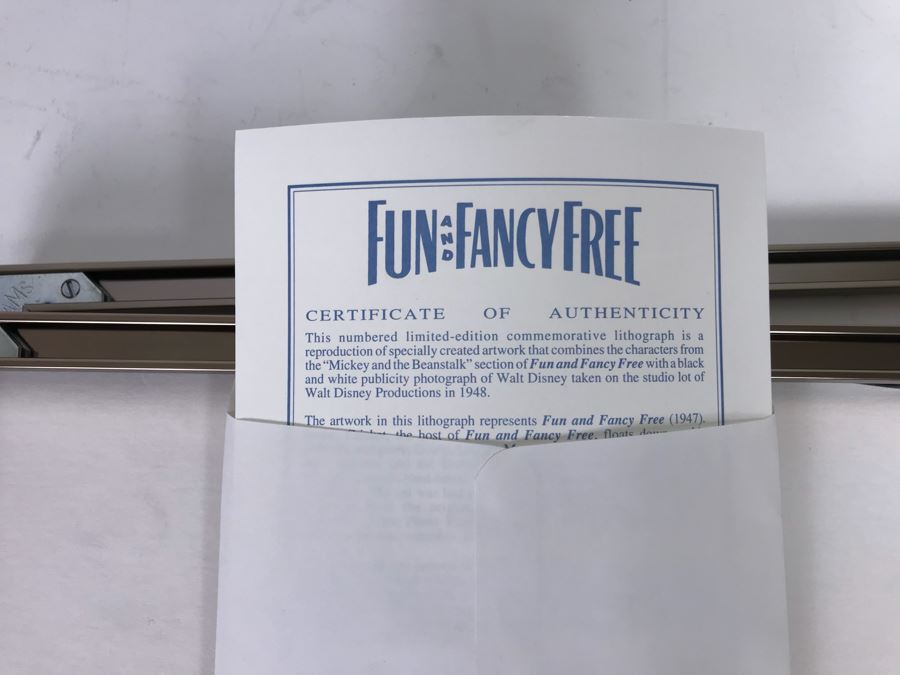 FUN AND FANCY FREE
CERTIFICATE OF AUTHENTICITY
This numbered limited-edition commemorative lithograph is a
reproduction of specially created artwork that combines the characters from
the “Mickey and the Beanstalk” section of Fun and Fancy Free with a black
and white publicity photograph of Walt Disney taken on the studio lot of
Walt Disney Productions in 1948.
The artwork in this lithograph represents Fun and Fancy Free (1947).
the host of Fun and Fancy Free, floats